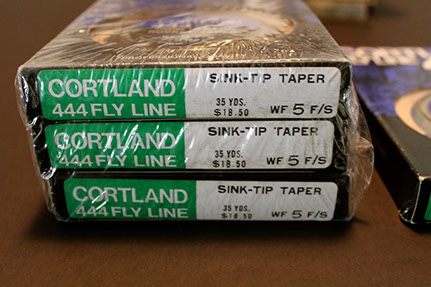 CORTLAND SINK-TIP TAPER
444 FLY LINE 35 YDS.
$18.50 WF 5 F/S
CORTLAND SINK-TIP TAPER
444 FLY LINE 35 YDS.
$18.50 WF 5 F/S
CORTLAND SINK-TIP TAPER
444 FLY LINE 35 YDS.
$18.50 WF 5 F/S